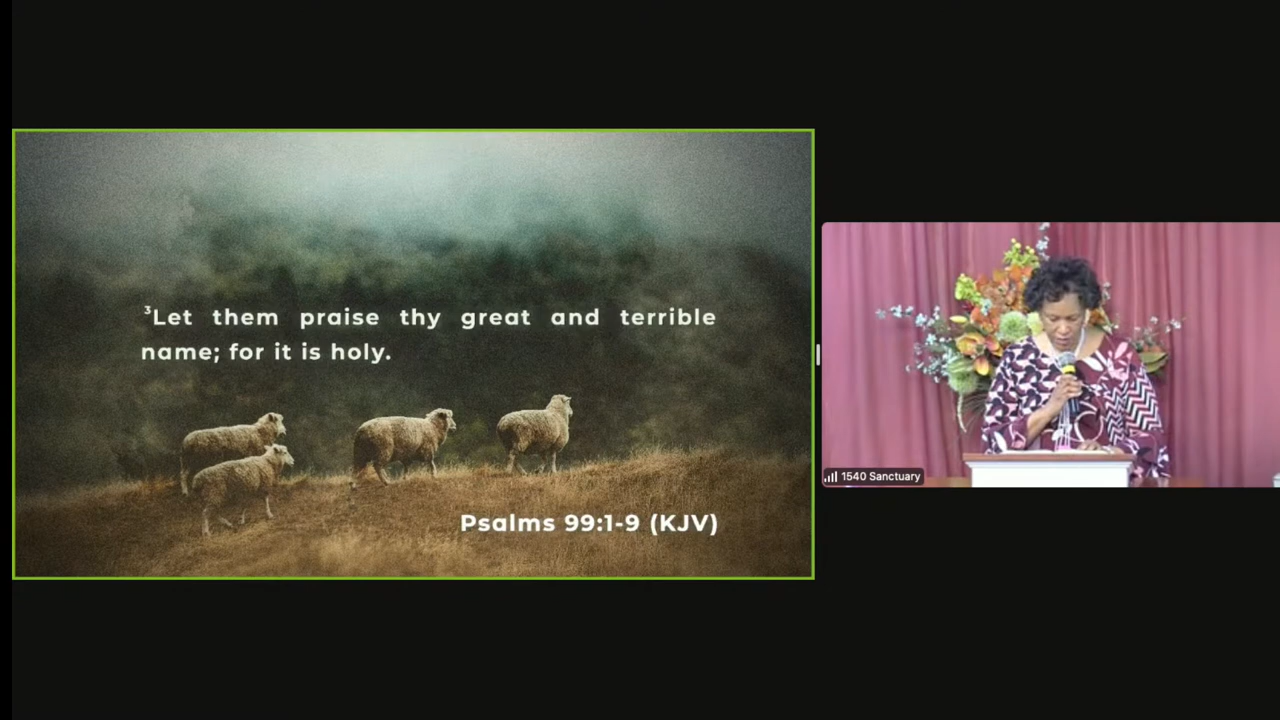 ³Let them praise thy great and terrible
name; for it is holy.
Psalms 99:1-9 (KJV)
1540 Sanctuary